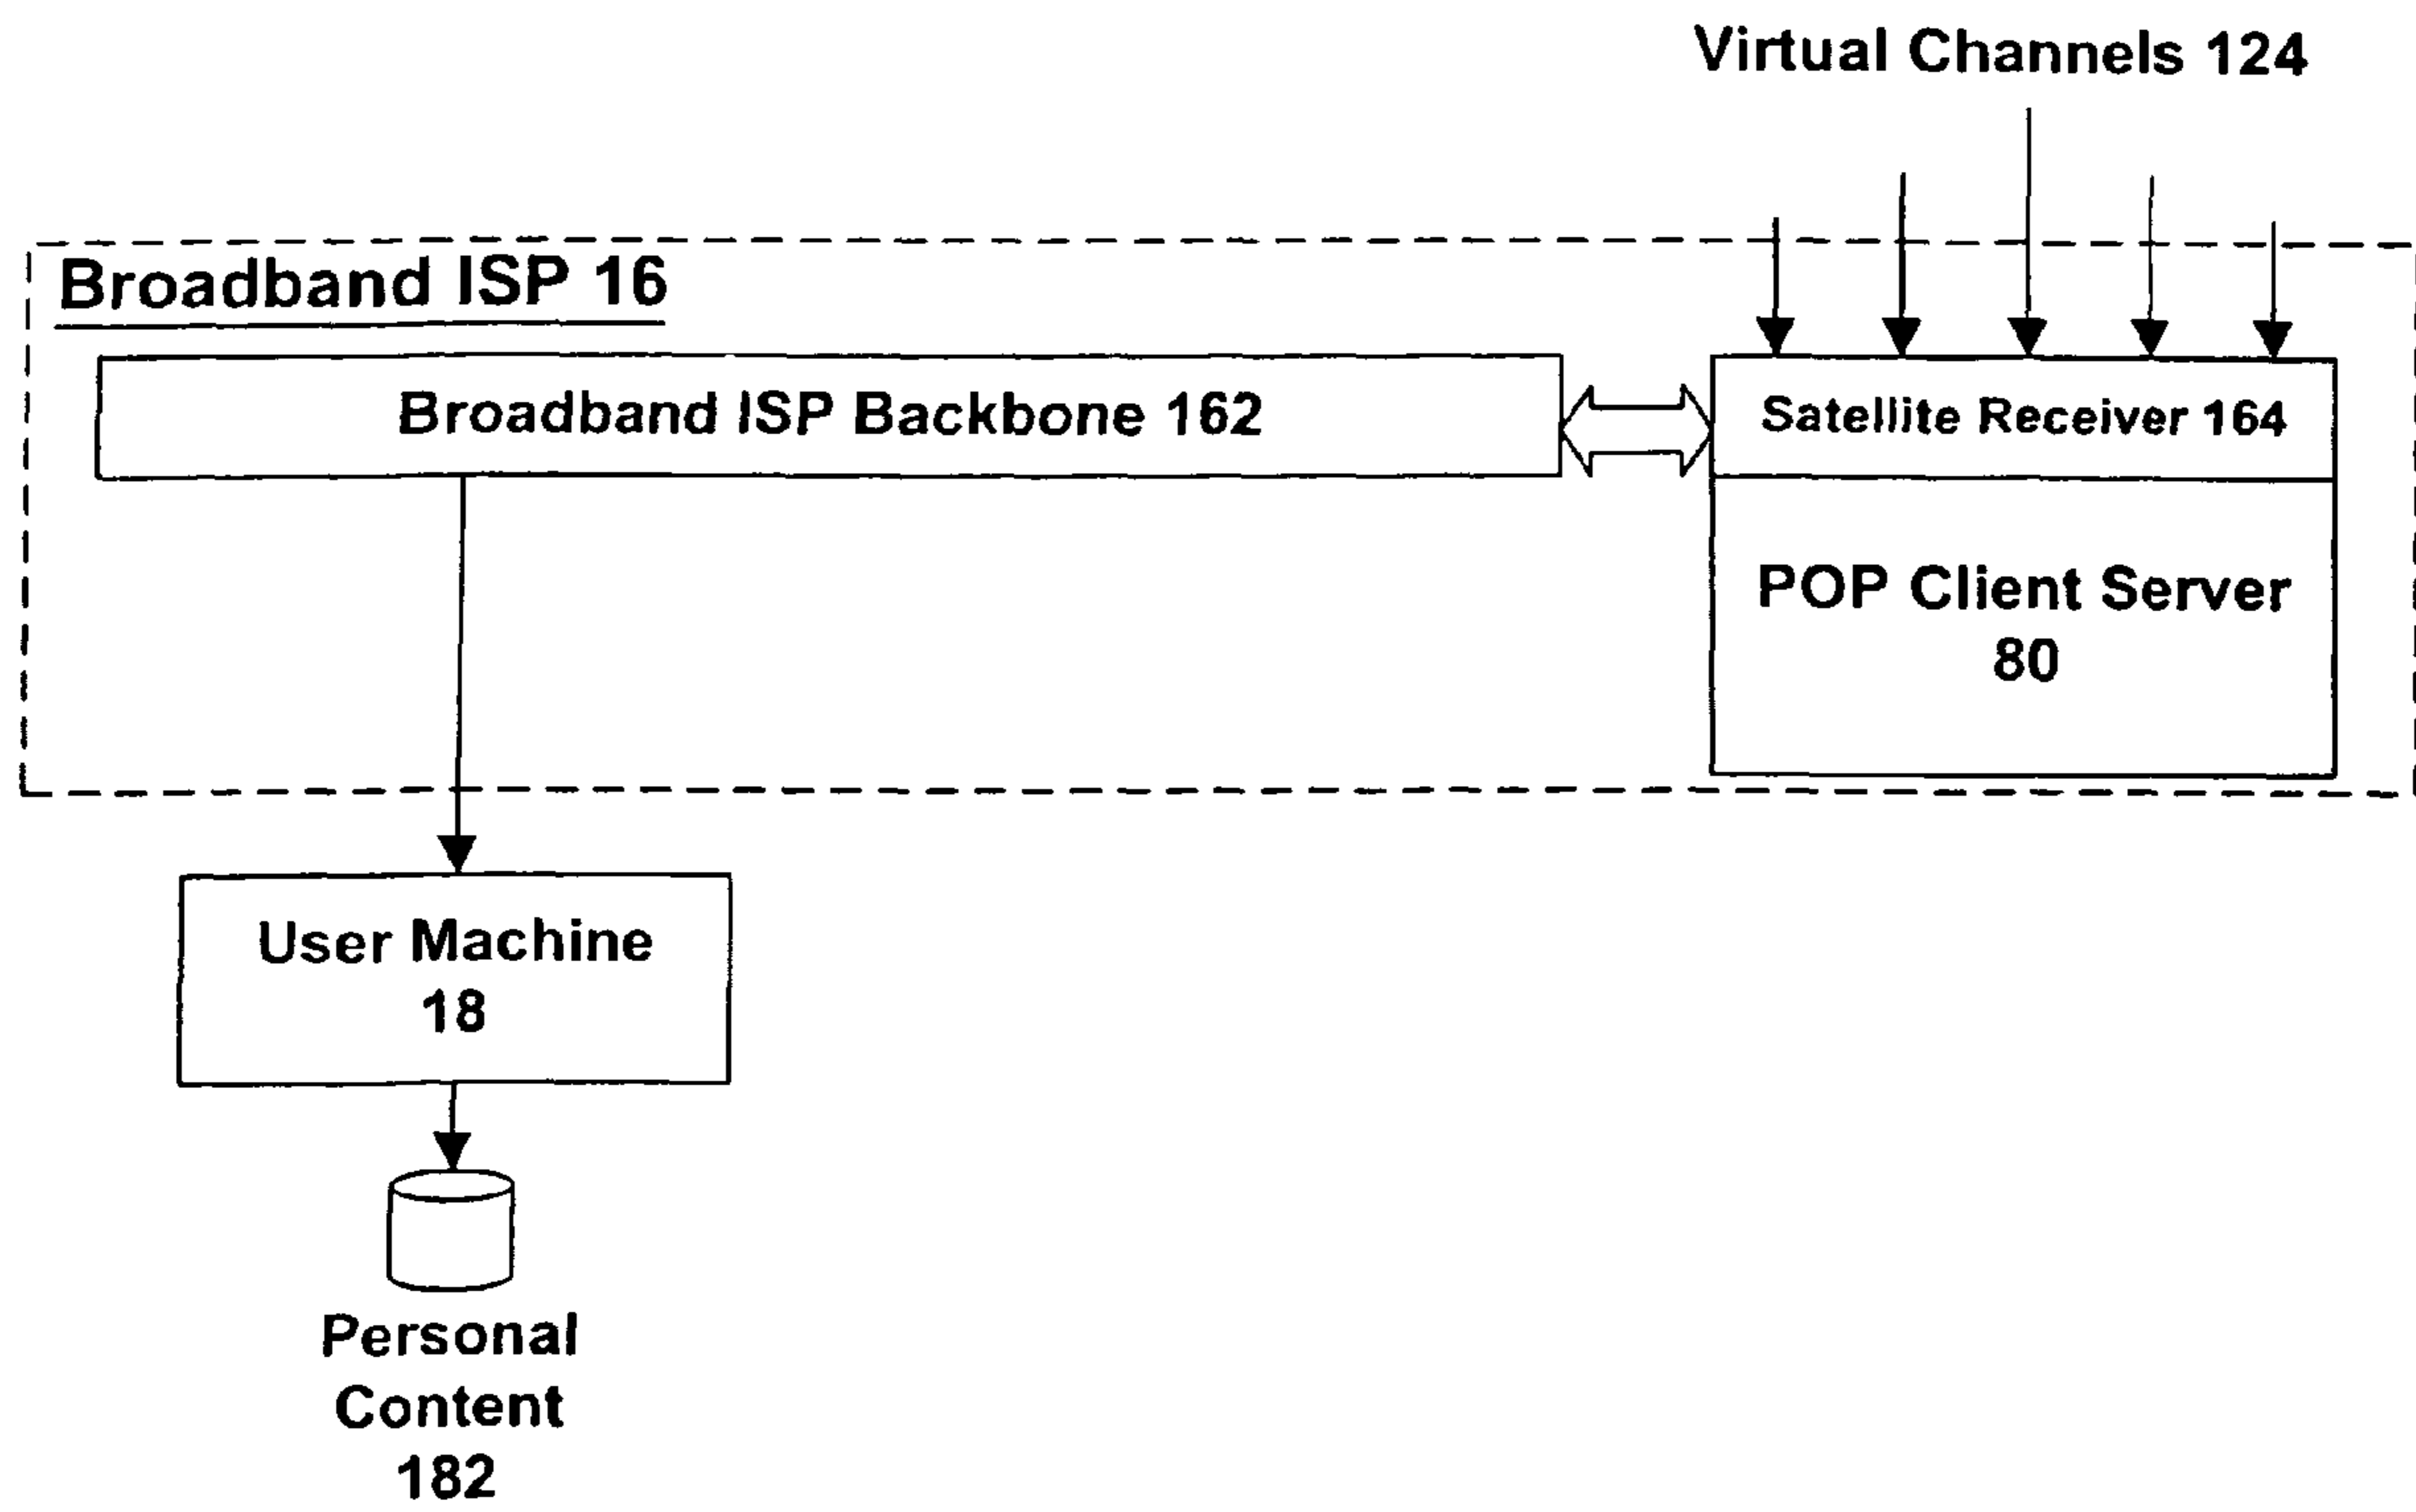 Virtual Channels 124
Broadband ISP 16
Broadband ISP Backbone 162
Satellite Receiver 164
POP Client Server
80
User Machine
18
Personal
Content
182